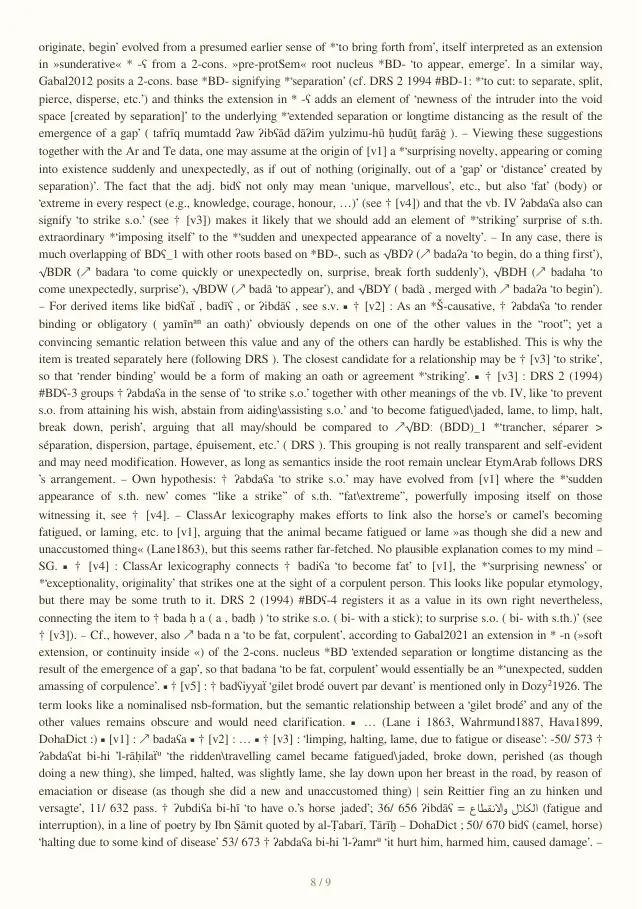 originate, begin’ evolved from a presumed earlier sense of *‘to bring forth from’, itself interpreted as an extension
in »sunderative« * -ʕ from a 2-cons. »pre-protSem« root nucleus *BD- ‘to appear, emerge’. In a similar way,
Gabal2012 posits a 2-cons. base *BD- signifying *‘separation’ (cf. DRS 2 1994 #BD-1: *‘to cut: to separate, split,
pierce, disperse, etc.’) and thinks the extension in * -ʕ adds an element of ‘newness of the intruder into the void
space [created by separation]’ to the underlying *‘extended separation or longtime distancing as the result of the
emergence of a gap’ ( tafrīq mumtadd ʔaw ʔibʕād dāʔim yulzimu-hū ḥudūṯ farāġ ). – Viewing these suggestions
together with the Ar and Te data, one may assume at the origin of [v1] a *‘surprising novelty, appearing or coming
into existence suddenly and unexpectedly, as if out of nothing (originally, out of a ‘gap’ or ‘distance’ created by
separation)’. The fact that the adj. bidʕ not only may mean ‘unique, marvellous’, etc., but also ‘fat’ (body) or
‘extreme in every respect (e.g., knowledge, courage, honour, …)’ (see † [v4]) and that the vb. IV ʔabdaʕa also can
signify ‘to strike s.o.’ (see † [v3]) makes it likely that we should add an element of *‘striking’ surprise of s.th.
extraordinary *‘imposing itself’ to the *‘sudden and unexpected appearance of a novelty’. – In any case, there is
much overlapping of BDʕ_1 with other roots based on *BD-, such as √BDʔ (↗ badaʔa ‘to begin, do a thing first’),
√BDR (↗ badara ‘to come quickly or unexpectedly on, surprise, break forth suddenly’), √BDH (↗ badaha ‘to
come unexpectedly, surprise’), √BDW (↗ badā ‘to appear’), and √BDY ( badà , merged with ↗ badaʔa ‘to begin’).
– For derived items like bidʕaẗ , badīʕ , or ʔibdāʕ , see s.v. ▪ † [v2] : As an *Š-causative, † ʔabdaʕa ‘to render
binding or obligatory ( yamīnᵃⁿ an oath)’ obviously depends on one of the other values in the “root”; yet a
convincing semantic relation between this value and any of the others can hardly be established. This is why the
item is treated separately here (following DRS ). The closest candidate for a relationship may be † [v3] ‘to strike’,
so that ‘render binding’ would be a form of making an oath or agreement *‘striking’. ▪ † [v3] : DRS 2 (1994)
#BDʕ-3 groups † ʔabdaʕa in the sense of ‘to strike s.o.’ together with other meanings of the vb. IV, like ‘to prevent
s.o. from attaining his wish, abstain from aiding\assisting s.o.’ and ‘to become fatigued\jaded, lame, to limp, halt,
break down, perish’, arguing that all may/should be compared to ↗√BDː (BDD)_1 *‘trancher, séparer >
séparation, dispersion, partage, épuisement, etc.’ ( DRS ). This grouping is not really transparent and self-evident
and may need modification. However, as long as semantics inside the root remain unclear EtymArab follows DRS
’s arrangement. – Own hypothesis: † ʔabdaʕa ‘to strike s.o.’ may have evolved from [v1] where the *‘sudden
appearance of s.th. new’ comes “like a strike” of s.th. “fat\extreme”, powerfully imposing itself on those
witnessing it, see † [v4]. – ClassAr lexicography makes efforts to link also the horse’s or camel’s becoming
fatigued, or laming, etc. to [v1], arguing that the animal became fatigued or lame »as though she did a new and
unaccustomed thing« (Lane1863), but this seems rather far-fetched. No plausible explanation comes to my mind –
SG. ▪ † [v4] : ClassAr lexicography connects † badiʕa ‘to become fat’ to [v1], the *‘surprising newness’ or
*‘exceptionality, originality’ that strikes one at the sight of a corpulent person. This looks like popular etymology,
but there may be some truth to it. DRS 2 (1994) #BDʕ-4 registers it as a value in its own right nevertheless,
connecting the item to † bada ḥ a ( a , badḥ ) ‘to strike s.o. ( bi- with a stick); to surprise s.o. ( bi- with s.th.)’ (see
† [v3]). – Cf., however, also ↗ bada n a ‘to be fat, corpulent’, according to Gabal2021 an extension in * -n (»soft
extension, or continuity inside «) of the 2-cons. nucleus *BD ‘extended separation or longtime distancing as the
result of the emergence of a gap’), so that badana ‘to be fat, corpulent’ would essentially be an *‘unexpected, sudden
amassing of corpulence’. ▪ † [v5] : † badʕiyyaẗ ‘gilet brodé ouvert par devant’ is mentioned only in Dozy²1926. The
term looks like a nominalised nsb-formation, but the semantic relationship between a ‘gilet brodé’ and any of the
other values remains obscure and would need clarification. ▪ … (Lane i 1863, Wahrmund1887, Hava1899,
DohaDict :) ▪ [v1] : ↗ badaʕa ▪ † [v2] : … ▪ † [v3] : ‘limping, halting, lame, due to fatigue or disease’: -50/ 573 †
ʔabdaʕat bi-hi ’l-rāḥilaẗᵘ ‘the ridden\travelling camel became fatigued\jaded, broke down, perished (as though
doing a new thing), she limped, halted, was slightly lame, she lay down upon her breast in the road, by reason of
emaciation or disease (as though she did a new and unaccustomed thing) | sein Reittier fing an zu hinken und
versagte’, 11/ 632 pass. † ʔubdiʕa bi-hī ‘to have o.’s horse jaded’; 36/ 656 ʔibdāʕ = الكلال والانقطاع (fatigue and
interruption), in a line of poetry by Ibn Ṣāmit quoted by al-Ṭabarī, Tārīḫ – DohaDict ; 50/ 670 bidʕ (camel, horse)
‘halting due to some kind of disease’ 53/ 673 † ʔabdaʕa bi-hi ’l-ʔamrᵘ ‘it hurt him, harmed him, caused damage’. –
8 / 9